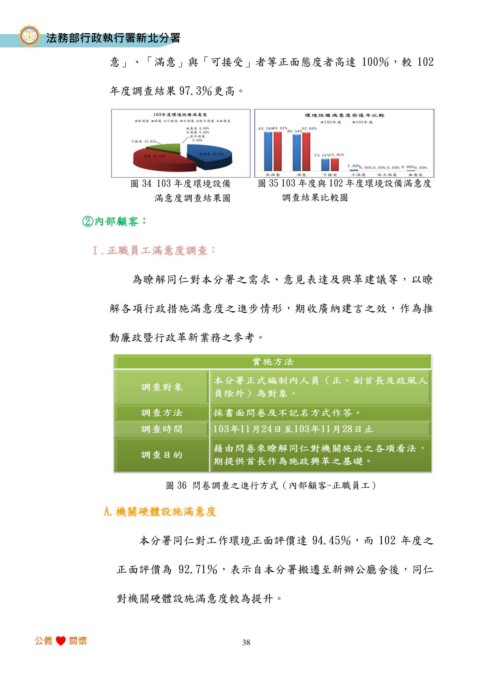 法務部行政執行署新北分署
意」、「滿意」與「可接受」者等正面態度者高達 100%，較 102
年度調查結果 97.3%更高。
103年度環境設備滿意度
環境設備滿意度前後年比較
圖 34 103 年度環境設備
滿意度調查結果圖
圖 35 103 年度與 102 年度環境設備滿意度
調查結果比較圖
②內部顧客：
Ⅰ.正職員工滿意度調查：
為瞭解同仁對本分署之需求、意見表達及興革建議等，以瞭
解各項行政措施滿意度之進步情形，期收廣納建言之效，作為推
動廉政暨行政革新業務之參考。
實施方法
調查對象
本分署正式編制內人員（正、副首長及政風人
員除外）為對象。
調查方法
採書面問卷及不記名方式作答。
調查時間
103年11月24日至103年11月28日止
調查目的
藉由問卷來瞭解同仁對機關施政之各項看法，
期提供首長作為施政興革之基礎。
圖 36 問卷調查之進行方式（內部顧客-正職員工）
A.機關硬體設施滿意度
本分署同仁對工作環境正面評價達 94.45%，而 102 年度之
正面評價為 92.71%，表示自本分署搬遷至新辦公廳舍後，同仁
對機關硬體設施滿意度較為提升。
公義
關懷
38